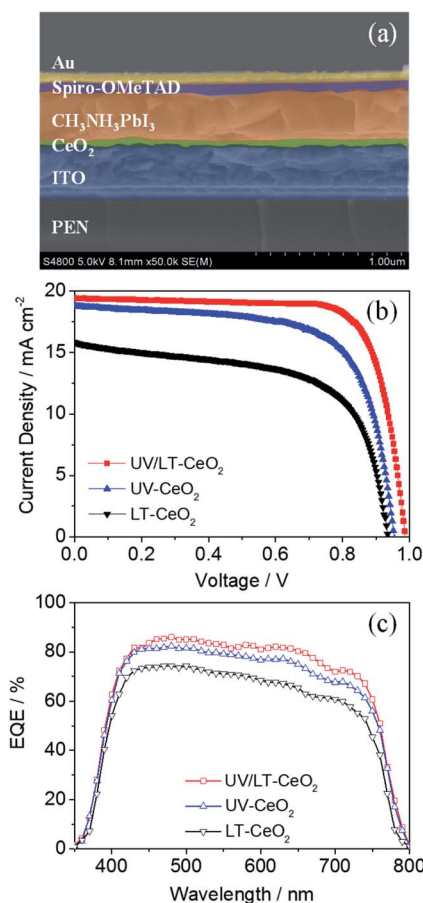 (a)
Au
Spiro-OMeTAD
CH₃NH₃PbI₃
CeO₂
ITO
PEN
S4800 5.0kV 8.1mm x50.0k SE(M) 1.00um
(b)
Current Density / mA cm⁻²
20
15
10
5
0
UV/LT-CeO₂
UV-CeO₂
LT-CeO₂
0.0 0.2 0.4 0.6 0.8 1.0
Voltage / V
(c)
EQE / %
100
80
60
40
20
0
UV/LT-CeO₂
UV-CeO₂
LT-CeO₂
400 500 600 700 800
Wavelength / nm